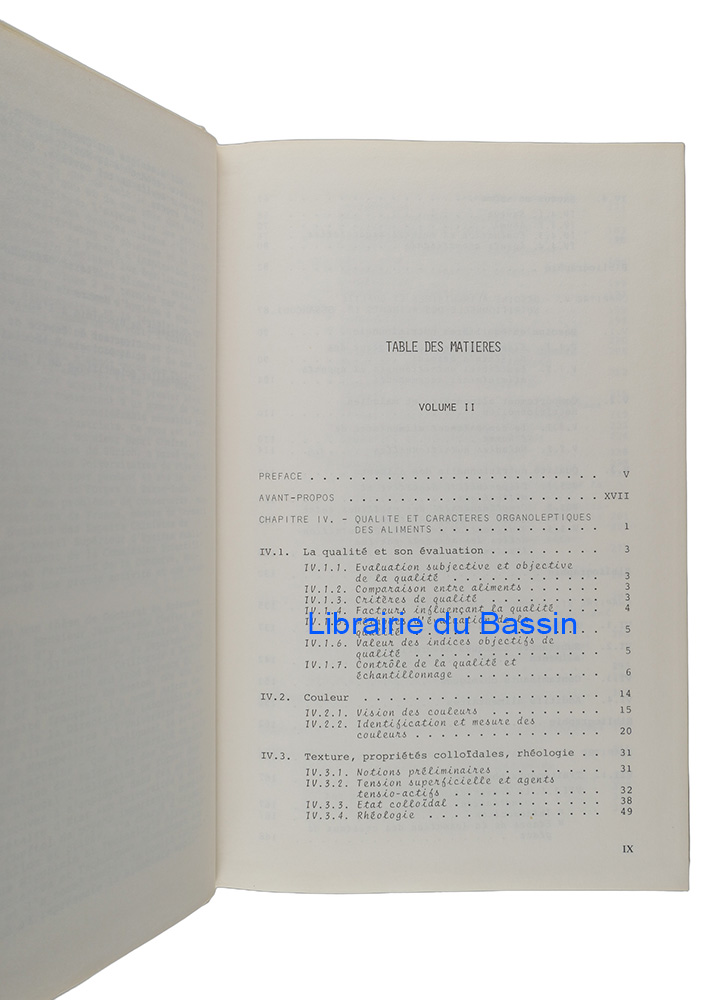 TABLE DES MATIERES
VOLUME II
PREFACE . . . . . . . . . . . . . . . . . . . . . . . V
AVANT-PROPOS . . . . . . . . . . . . . . . . . . . . XVII
CHAPITRE IV. - QUALITE ET CARACTERES ORGANOLEPTIQUES
DES ALIMENTS . . . . . . . . . . . . . 1
IV.1. La qualité et son évaluation . . . . . . . . . 3
IV.1.1. Evaluation subjective et objective
de la qualité . . . . . . . . . . . . 3
IV.1.2. Comparaison entre aliments . . . . . . 3
IV.1.3. Critères de qualité . . . . . . . . . . 3
IV.1.4. Facteurs influençant la qualité . . . . 4
Librairie du Bassin
qualité . . . 5
IV.1.6. Valeur des indices objectifs de
qualité . . . . . . . . . . . . . . . 5
IV.1.7. Contrôle de la qualité et
échantillonnage . . . . . . . . . . . . 6
IV.2. Couleur . . . . . . . . . . . . . . . . . . . 14
IV.2.1. Vision des couleurs . . . . . . . . . 15
IV.2.2. Identification et mesure des
couleurs . . . . . . . . . . . . . . . 20
IV.3. Texture, propriétés colloïdales, rhéologie . . 31
IV.3.1. Notions préliminaires . . . . . . . . 31
IV.3.2. Tension superficielle et agents
tensio-actifs . . . . . . . . . . . . . 32
IV.3.3. Etat colloïdal . . . . . . . . . . . . 38
IV.3.4. Rhéologie . . . . . . . . . . . . . . 49
IX